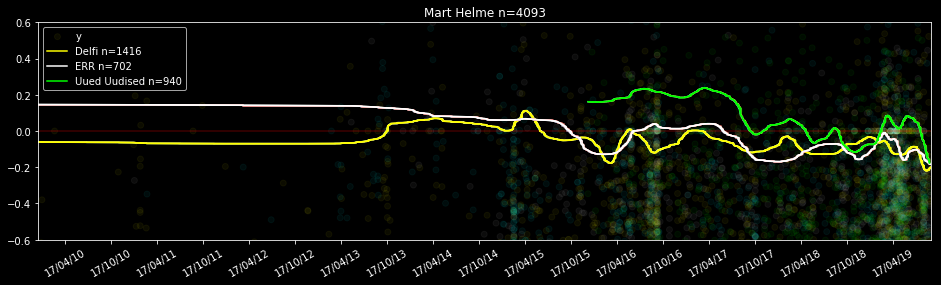 Mart Helme n=4093
y
Delfi n=1416
ERR n=702
Uued Uudised n=940
0.6
0.4
0.2
0.0
−0.2
−0.4
−0.6
17/04/10 17/10/10 17/04/11 17/10/11 17/04/12 17/10/12 17/04/13 17/10/13 17/04/14 17/10/14 17/04/15 17/10/15 17/04/16 17/10/16 17/04/17 17/10/17 17/04/18 17/10/18 17/04/19